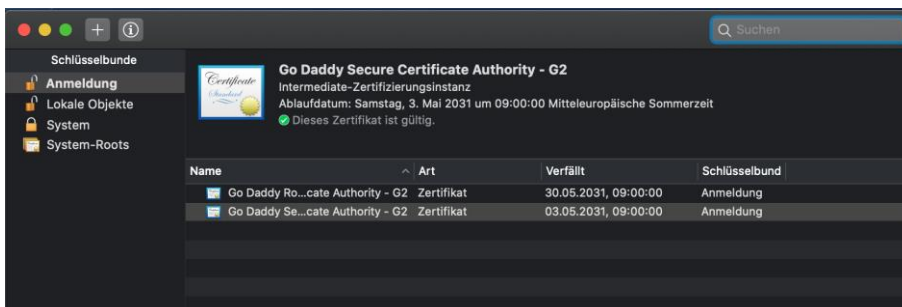 Suchen
Schlüsselbunde
Anmeldung
Lokale Objekte
System
System-Roots
Certificate
Standard
Go Daddy Secure Certificate Authority - G2
Intermediate-Zertifizierungsinstanz
Ablaufdatum: Samstag, 3. Mai 2031 um 09:00:00 Mitteleuropäische Sommerzeit
Dieses Zertifikat ist gültig.
Name Art Verfällt Schlüsselbund
Go Daddy Ro...cate Authority - G2 Zertifikat 30.05.2031, 09:00:00 Anmeldung
Go Daddy Se...cate Authority - G2 Zertifikat 03.05.2031, 09:00:00 Anmeldung